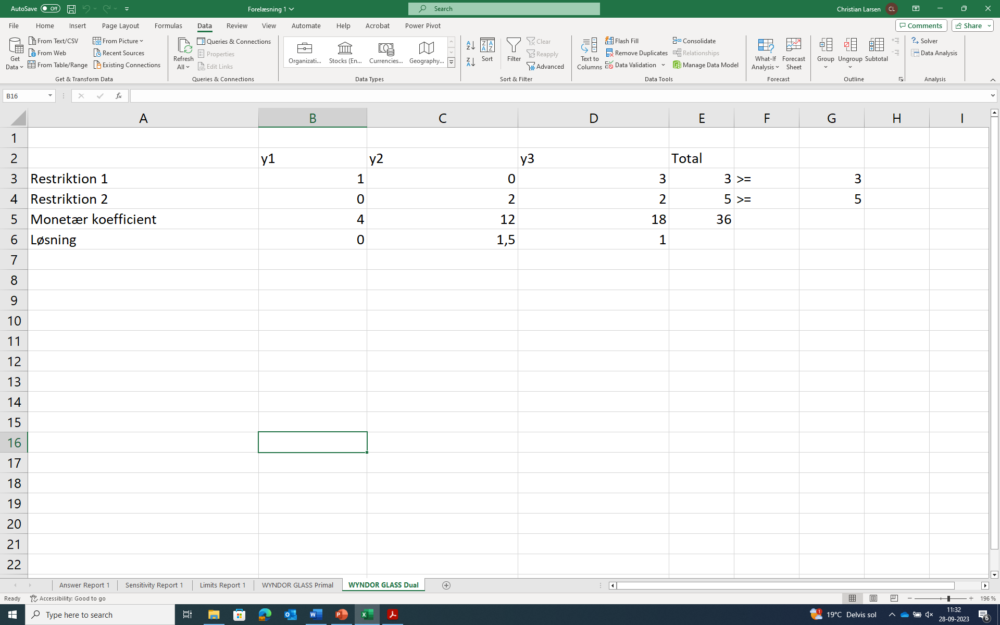 AutoSave Off Forelæsning 1 Search Christian Larsen CL
File Home Insert Page Layout Formulas Data Review View Automate Help Acrobat Power Pivot Comments Share
Get Data From Text/CSV From Web From Table/Range From Picture Recent Sources Existing Connections
Get & Transform Data
Refresh All Queries & Connections Properties Edit Links
Queries & Connections
Organizati... Stocks (En... Currencies... Geography...
Data Types
Sort Filter Clear Reapply Advanced
Sort & Filter
Text to Columns Flash Fill Remove Duplicates Data Validation Consolidate Relationships Manage Data Model
Data Tools
What-If Analysis Forecast Sheet
Forecast
Group Ungroup Subtotal
Outline
Solver Data Analysis
Analysis
B16 fx
A B C D E F G H I
1
2 y1 y2 y3 Total
3 Restriktion 1 1 0 3 3 >= 3
4 Restriktion 2 0 2 2 5 >= 5
5 Monetær koefficient 4 12 18 36
6 Løsning 0 1,5 1
7
8
9
10
11
12
13
14
15
16
17
18
19
20
21
22
Answer Report 1 Sensitivity Report 1 Limits Report 1 WYNDOR GLASS Primal WYNDOR GLASS Dual
Ready Accessibility: Good to go 196 %
Type here to search 19°C Delvis sol 11:32
28-09-2023 6